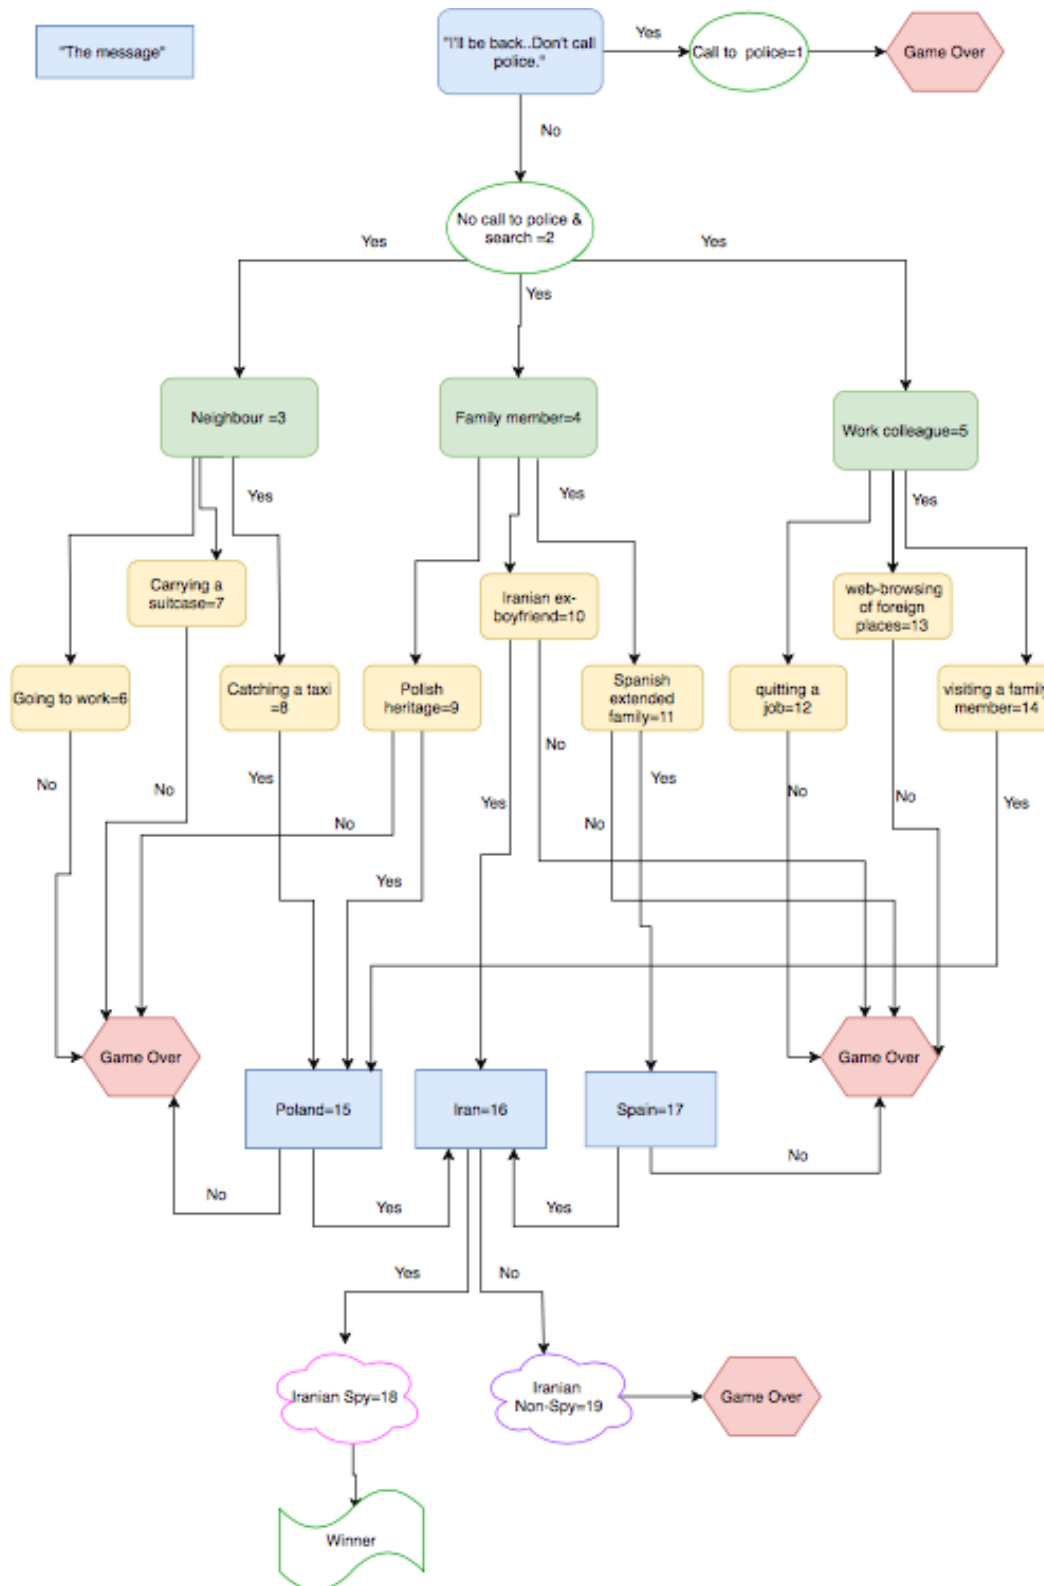 "The message"
"I'll be back..Don't call
police."
Yes
Call to police=1
Game Over
No
No call to police &
search =2
Yes
Yes
Yes
Neighbour =3
Family member=4
Work colleague=5
Yes
Yes
Yes
Carrying a
suitcase=7
Iranian ex-
boyfriend=10
web-browsing
of foreign
places=13
Going to work=6
Catching a taxi
=8
Polish
heritage=9
Spanish
extended
family=11
quitting a
job=12
visiting a family
member=14
No
No
Yes
No
Yes
Yes
No
No
Yes
No
No
Yes
Game Over
Game Over
Poland=15
Iran=16
Spain=17
No
Yes
Yes
No
Yes
No
Iranian Spy=18
Iranian
Non-Spy=19
Game Over
Winner